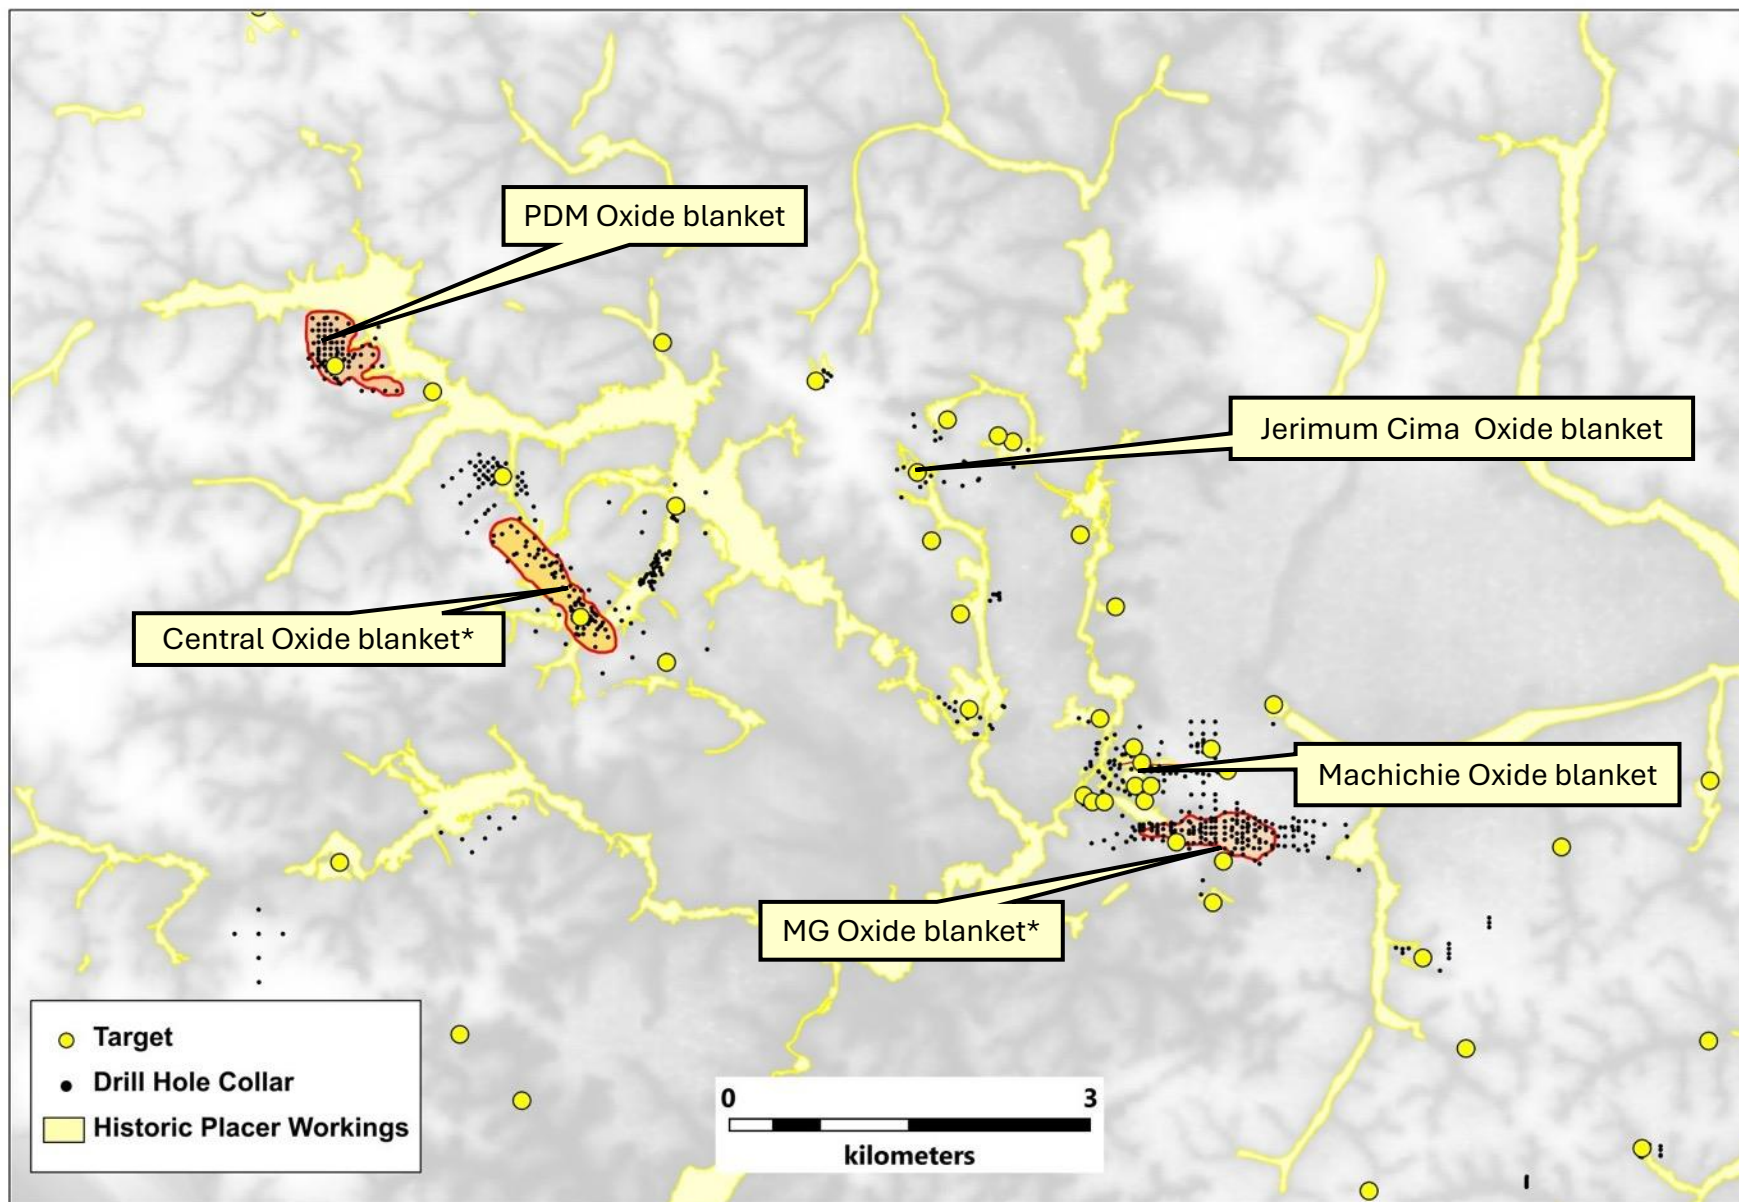 PDM Oxide blanket
Jerimum Cima Oxide blanket
Central Oxide blanket*
Machichie Oxide blanket
MG Oxide blanket*
Target
Drill Hole Collar
Historic Placer Workings
0 3
kilometers